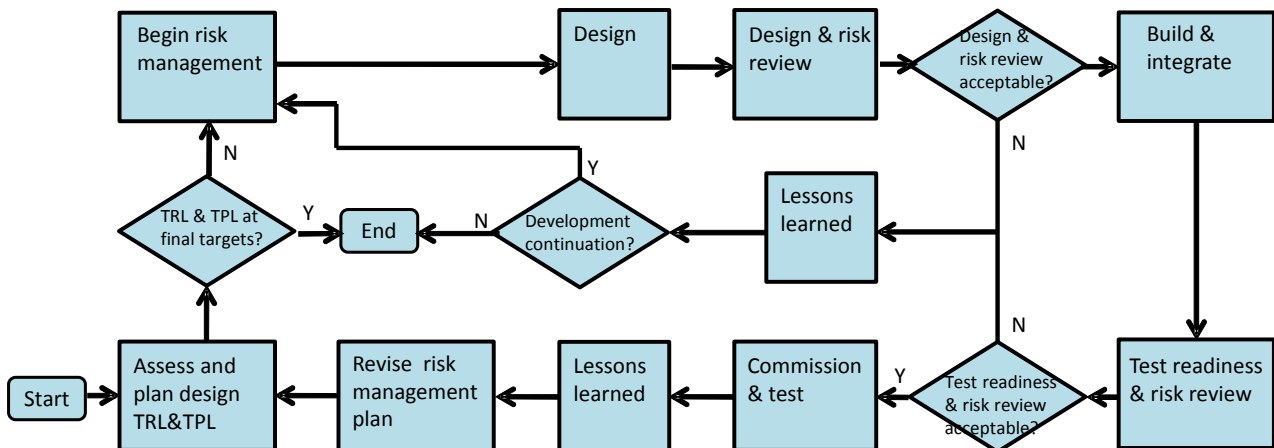 Begin risk
management
Design
Design & risk
review
Design &
risk review
acceptable?
Build &
integrate
N
N
Y
TRL & TPL at
final targets?
Y
End
N
Development
continuation?
Lessons
learned
N
Start
Assess and
plan design
TRL&TPL
Revise risk
management
plan
Lessons
learned
Commission
& test
Y
Test readiness
& risk review
acceptable?
Test readiness
& risk review